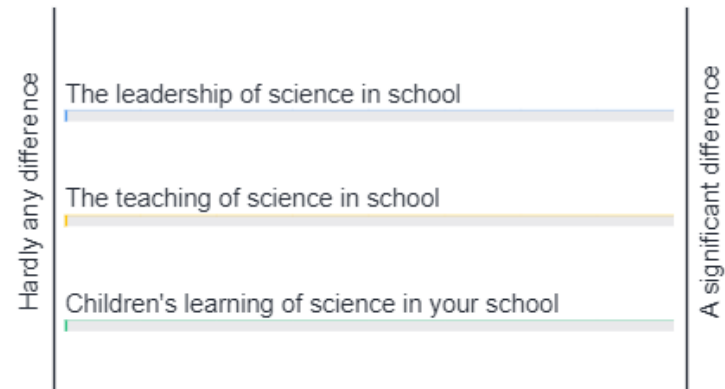 Hardly any difference
The leadership of science in school
The teaching of science in school
Children's learning of science in your school
A significant difference